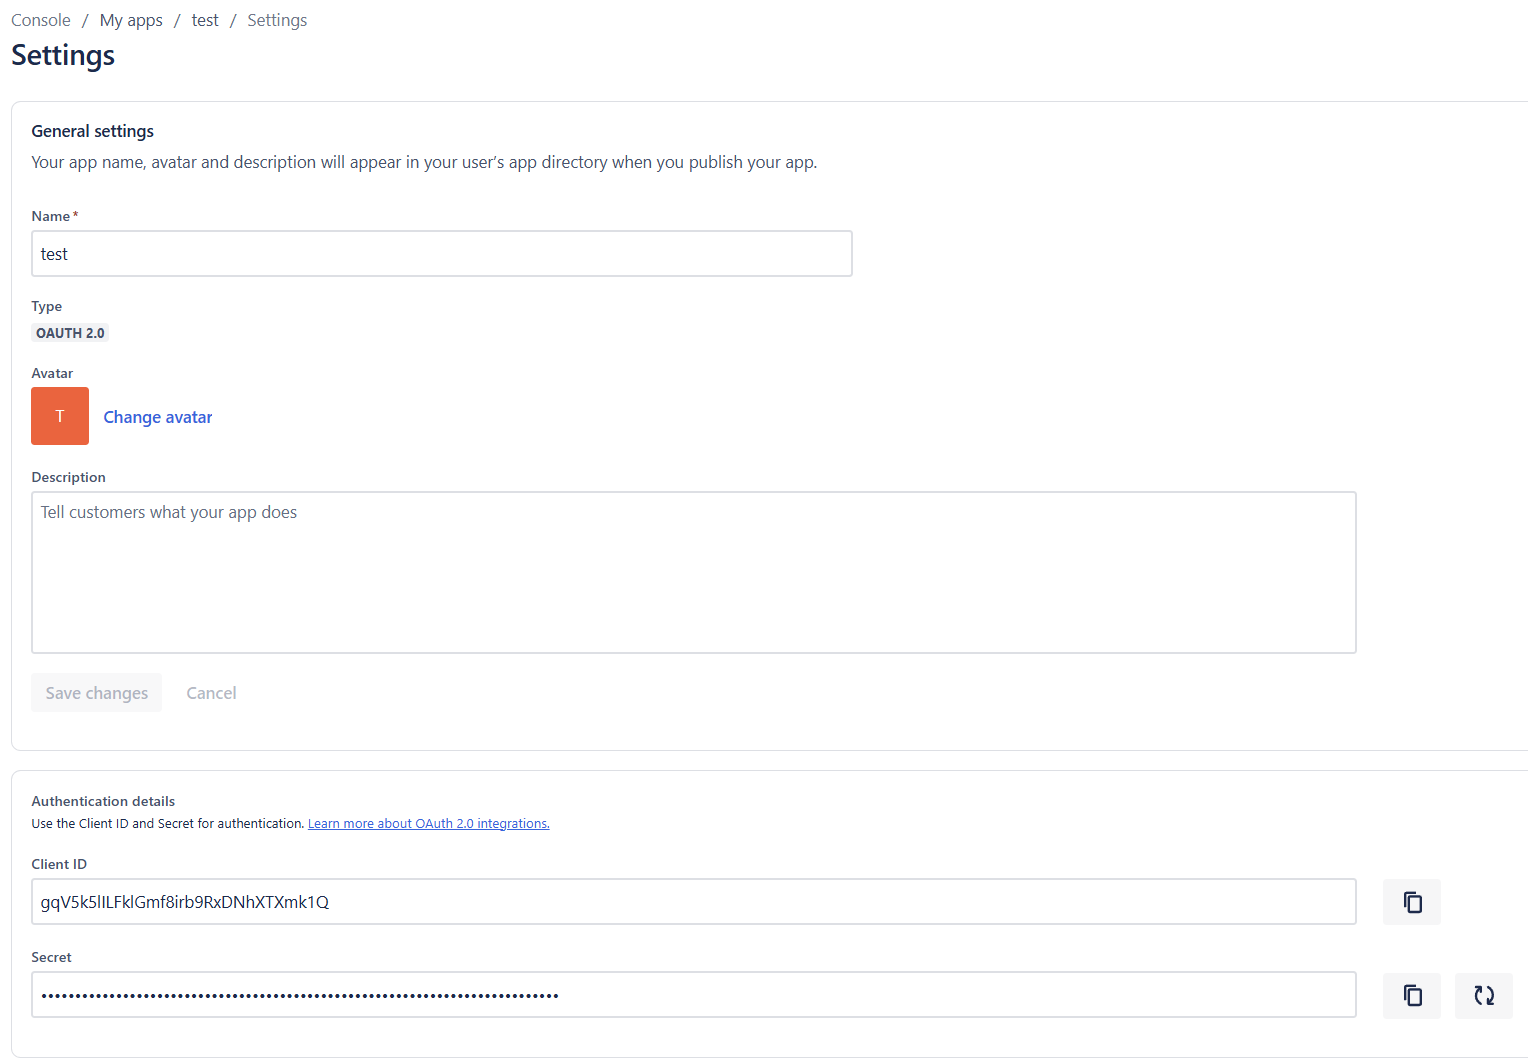 Console / My apps / test / Settings
Settings
General settings
Your app name, avatar and description will appear in your user’s app directory when you publish your app.
Name*
test
Type
OAUTH 2.0
Avatar
T
Change avatar
Description
Tell customers what your app does
Save changes Cancel
Authentication details
Use the Client ID and Secret for authentication. Learn more about OAuth 2.0 integrations.
Client ID
gqV5k5lILFklGmf8irb9RxDNhXTXmk1Q
Secret
••••••••••••••••••••••••••••••••••••••••••••••••••••••••••••••••••••••••••••